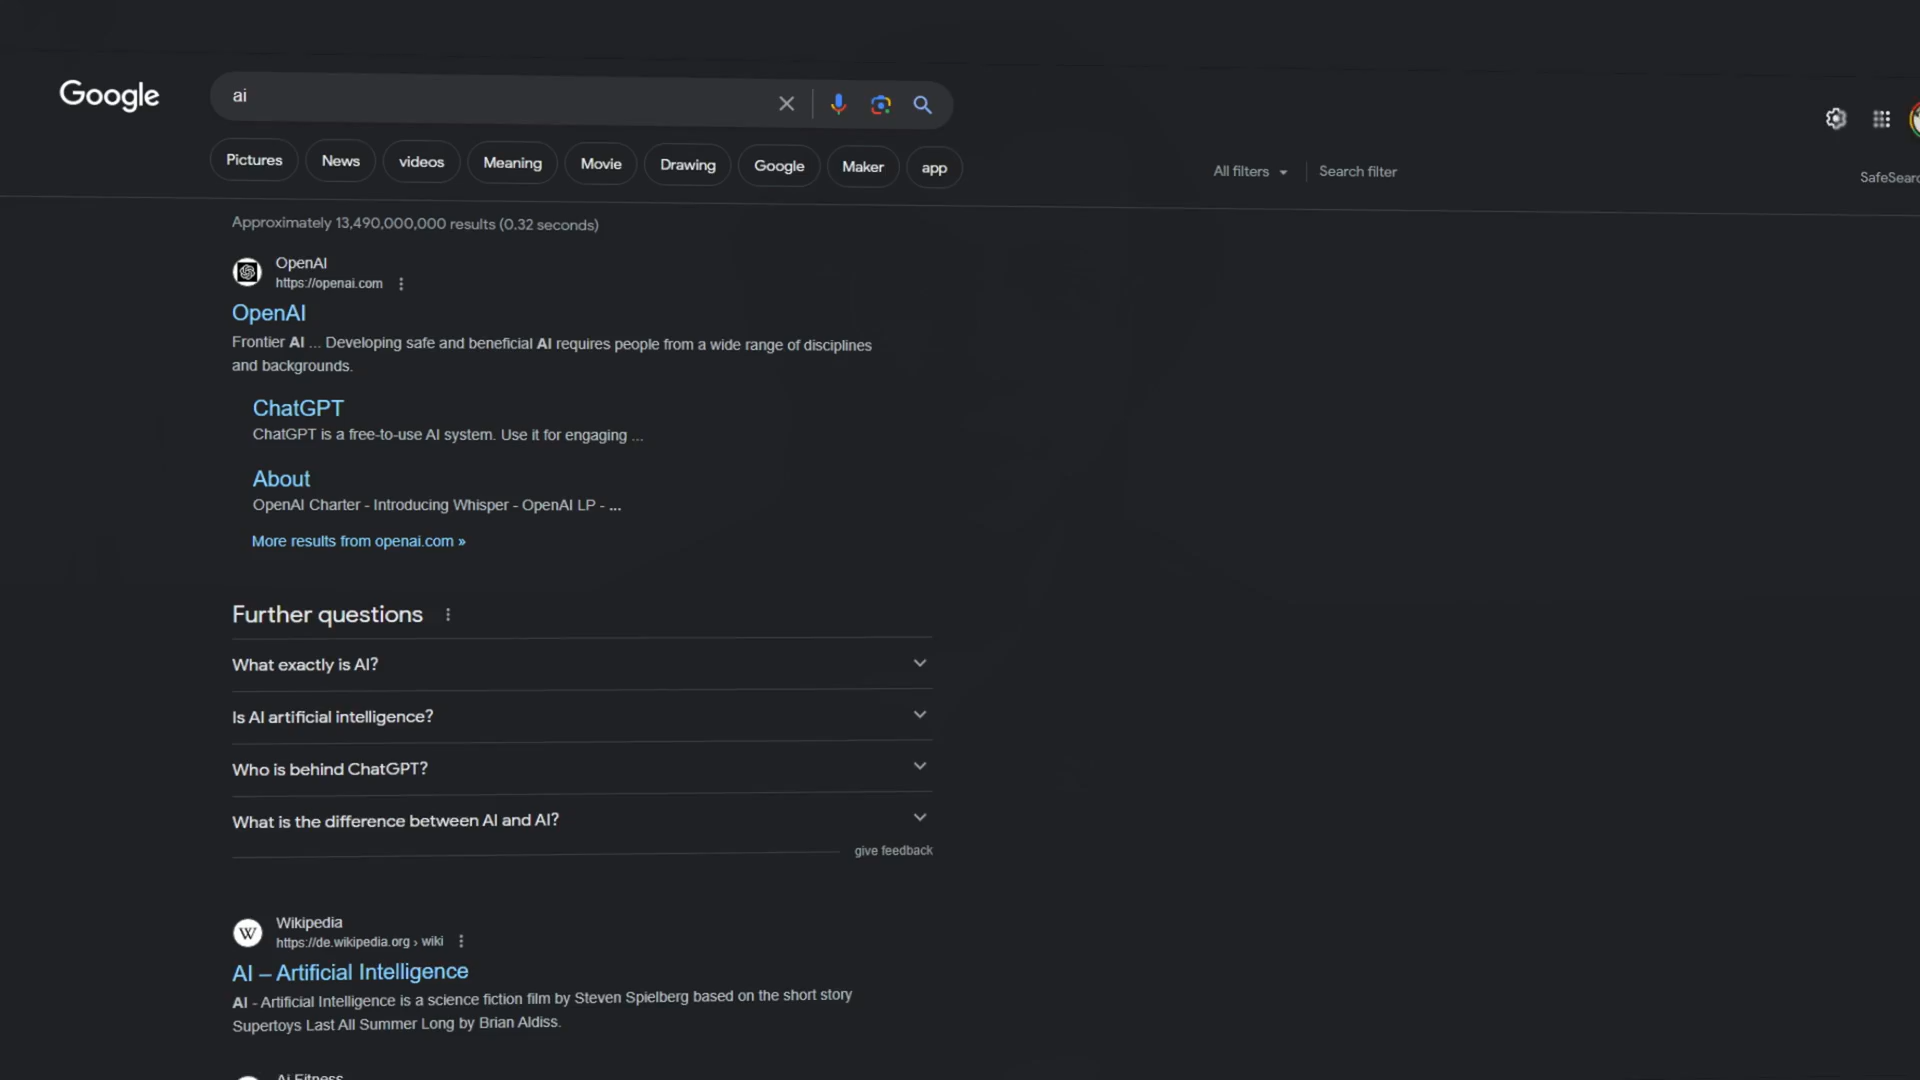 Google
ai
Pictures
News
videos
Meaning
Movie
Drawing
Google
Maker
app
All filters
Search filter
SafeSearc
Approximately 13,490,000,000 results (0.32 seconds)
OpenAI
https://openai.com
OpenAI
Frontier AI ... Developing safe and beneficial AI requires people from a wide range of disciplines
and backgrounds.
ChatGPT
ChatGPT is a free-to-use AI system. Use it for engaging ...
About
OpenAI Charter - Introducing Whisper - OpenAI LP - ...
More results from openai.com »
Further questions
What exactly is AI?
Is AI artificial intelligence?
Who is behind ChatGPT?
What is the difference between AI and AI?
give feedback
W
Wikipedia
https://de.wikipedia.org › wiki
AI – Artificial Intelligence
AI - Artificial Intelligence is a science fiction film by Steven Spielberg based on the short story
Supertoys Last All Summer Long by Brian Aldiss.
Ai Fitness